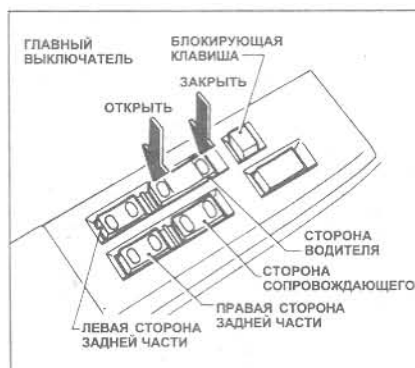 ГЛАВНЫЙ
ВЫКЛЮЧАТЕЛЬ
БЛОКИРУЮЩАЯ
КЛАВИША
ЗАКРЫТЬ
ОТКРЫТЬ
СТОРОНА
ВОДИТЕЛЯ
СТОРОНА
СОПРОВОЖДАЮЩЕГО
ПРАВАЯ СТОРОНА
ЗАДНЕЙ ЧАСТИ
ЛЕВАЯ СТОРОНА
ЗАДНЕЙ ЧАСТИ